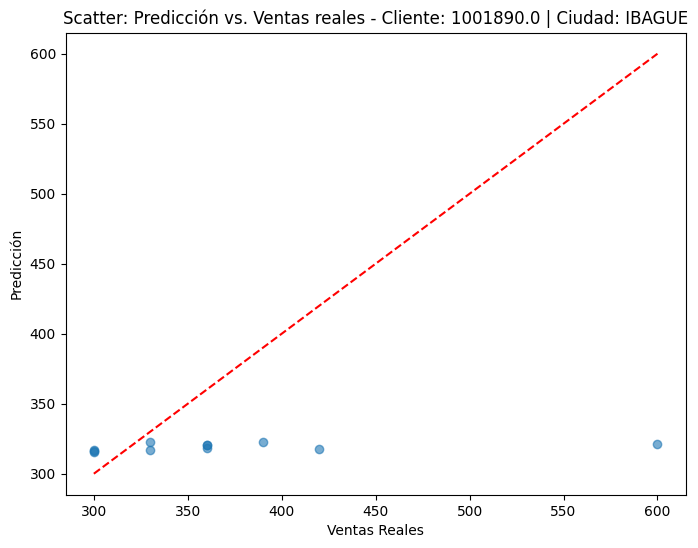 Scatter: Predicción vs. Ventas reales - Cliente: 1001890.0 | Ciudad: IBAGUE
600
550
500
450
400
350
300
Predicción
300 350 400 450 500 550 600
Ventas Reales